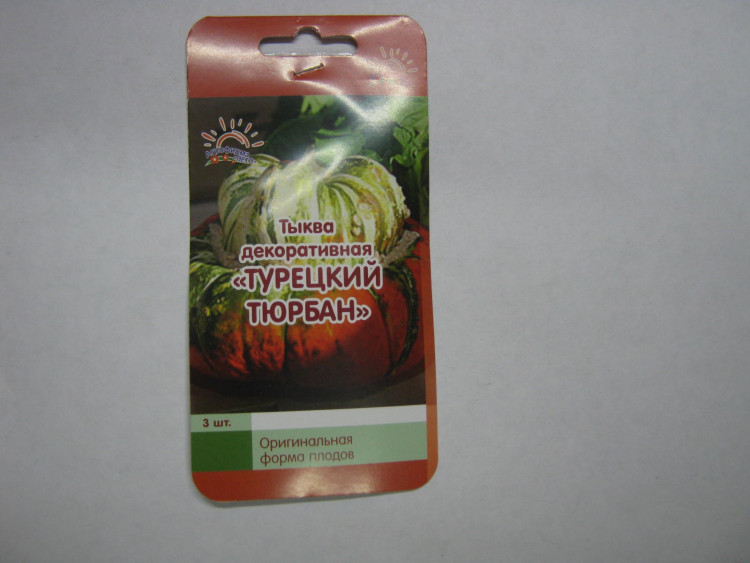 Тыква
декоративная
«ТУРЕЦКИЙ
ТЮРБАН»
3 шт.
Оригинальная
форма плодов